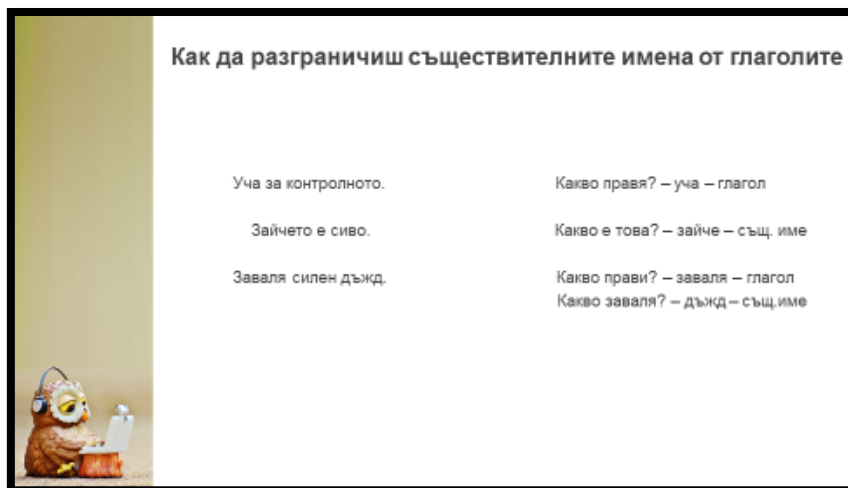 Как да разграничиш съществителните имена от глаголите
Уча за контролното.
Какво правя? – уча – глагол
Зайчето е сиво.
Какво е това? – зайче – същ. име
Заваля силен дъжд.
Какво прави? – заваля – глагол
Какво заваля? – дъжд – същ.име